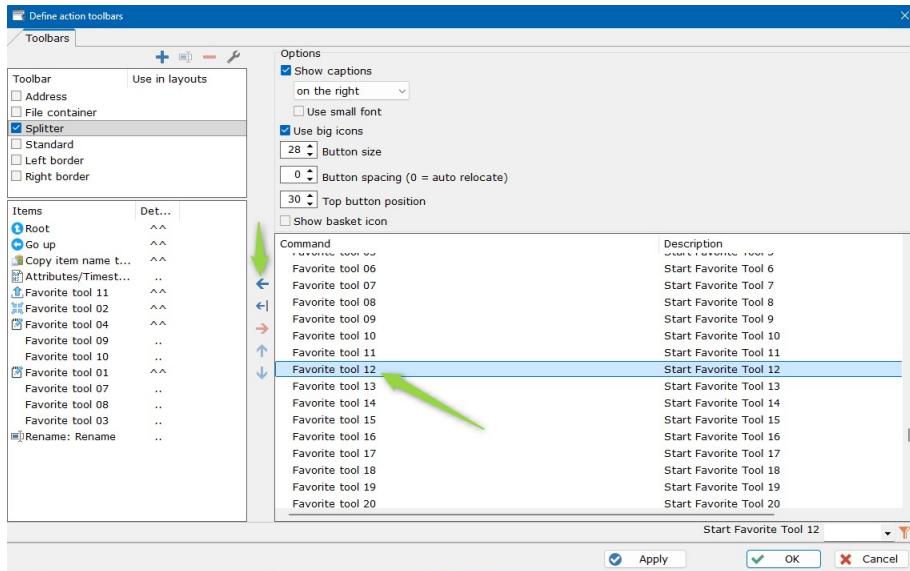 Define action toolbars
Toolbars
Toolbar Use in layouts
Address
File container
Splitter
Standard
Left border
Right border
Items Det...
Root ^^
Go up ^^
Copy item name t... ^^
Attributes/Timest... ..
Favorite tool 11 ^^
Favorite tool 02 ^^
Favorite tool 04 ^^
Favorite tool 09 ..
Favorite tool 10 ..
Favorite tool 01 ^^
Favorite tool 07 ..
Favorite tool 08 ..
Favorite tool 03 ..
Rename: Rename ..
Options
Show captions
on the right
Use small font
Use big icons
28 Button size
0 Button spacing (0 = auto relocate)
30 Top button position
Show basket icon
Command Description
Favorite tool 06 Start Favorite Tool 6
Favorite tool 07 Start Favorite Tool 7
Favorite tool 08 Start Favorite Tool 8
Favorite tool 09 Start Favorite Tool 9
Favorite tool 10 Start Favorite Tool 10
Favorite tool 11 Start Favorite Tool 11
Favorite tool 12 Start Favorite Tool 12
Favorite tool 13 Start Favorite Tool 13
Favorite tool 14 Start Favorite Tool 14
Favorite tool 15 Start Favorite Tool 15
Favorite tool 16 Start Favorite Tool 16
Favorite tool 17 Start Favorite Tool 17
Favorite tool 18 Start Favorite Tool 18
Favorite tool 19 Start Favorite Tool 19
Favorite tool 20 Start Favorite Tool 20
Start Favorite Tool 12
Apply OK Cancel